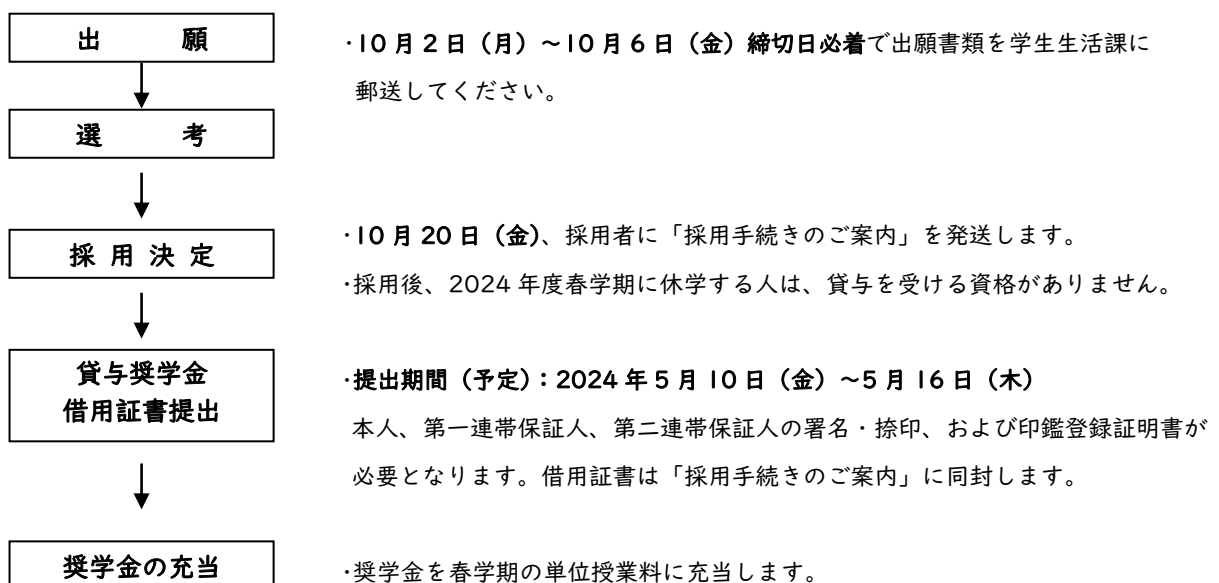 出　　願
・10月2日（月）～10月6日（金）締切日必着で出願書類を学生生活課に
郵送してください。
選　　考
採 用 決 定
・10月20日（金）、採用者に「採用手続きのご案内」を発送します。
・採用後、2024年度春学期に休学する人は、貸与を受ける資格がありません。
貸与奨学金
借用証書提出
・提出期間（予定）：2024年5月10日（金）～5月16日（木）
本人、第一連帯保証人、第二連帯保証人の署名・捺印、および印鑑登録証明書が
必要となります。借用証書は「採用手続きのご案内」に同封します。
奨学金の充当
・奨学金を春学期の単位授業料に充当します。